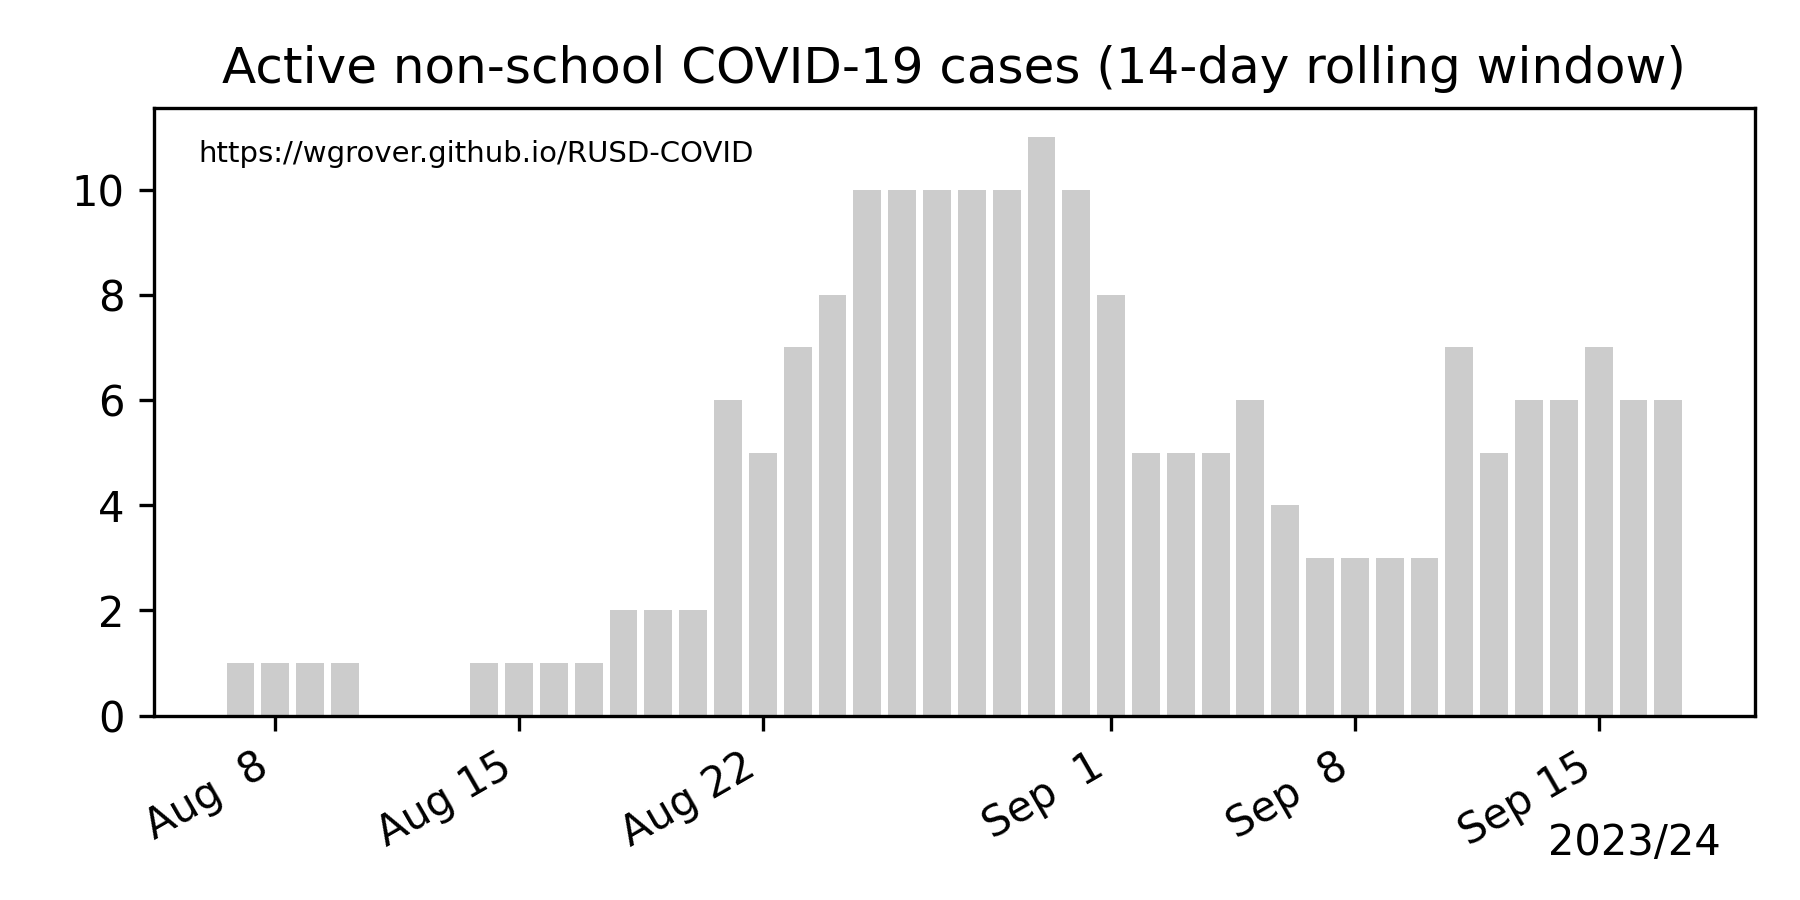 Active non-school COVID-19 cases (14-day rolling window)
https://wgrover.github.io/RUSD-COVID
10
8
6
4
2
0
Aug 8
Aug 15
Aug 22
Sep 1
Sep 8
Sep 15
2023/24